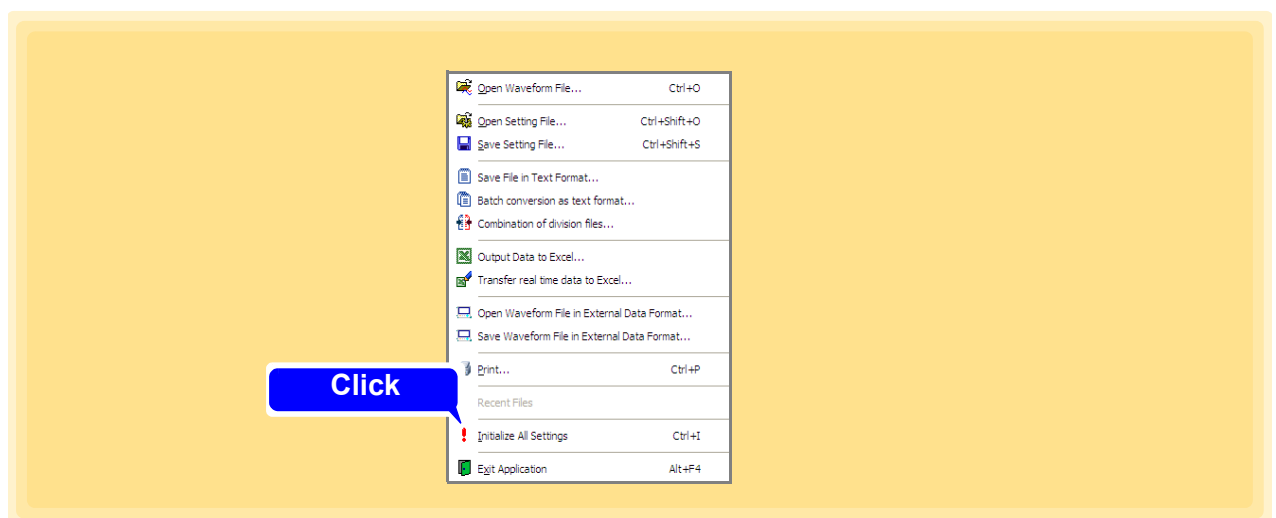 Open Waveform File... Ctrl+O
Open Setting File... Ctrl+Shift+O
Save Setting File... Ctrl+Shift+S
Save File in Text Format...
Batch conversion as text format...
Combination of division files...
Output Data to Excel...
Transfer real time data to Excel...
Open Waveform File in External Data Format...
Save Waveform File in External Data Format...
Print... Ctrl+P
Click
Recent Files
Initialize All Settings Ctrl+I
Exit Application Alt+F4